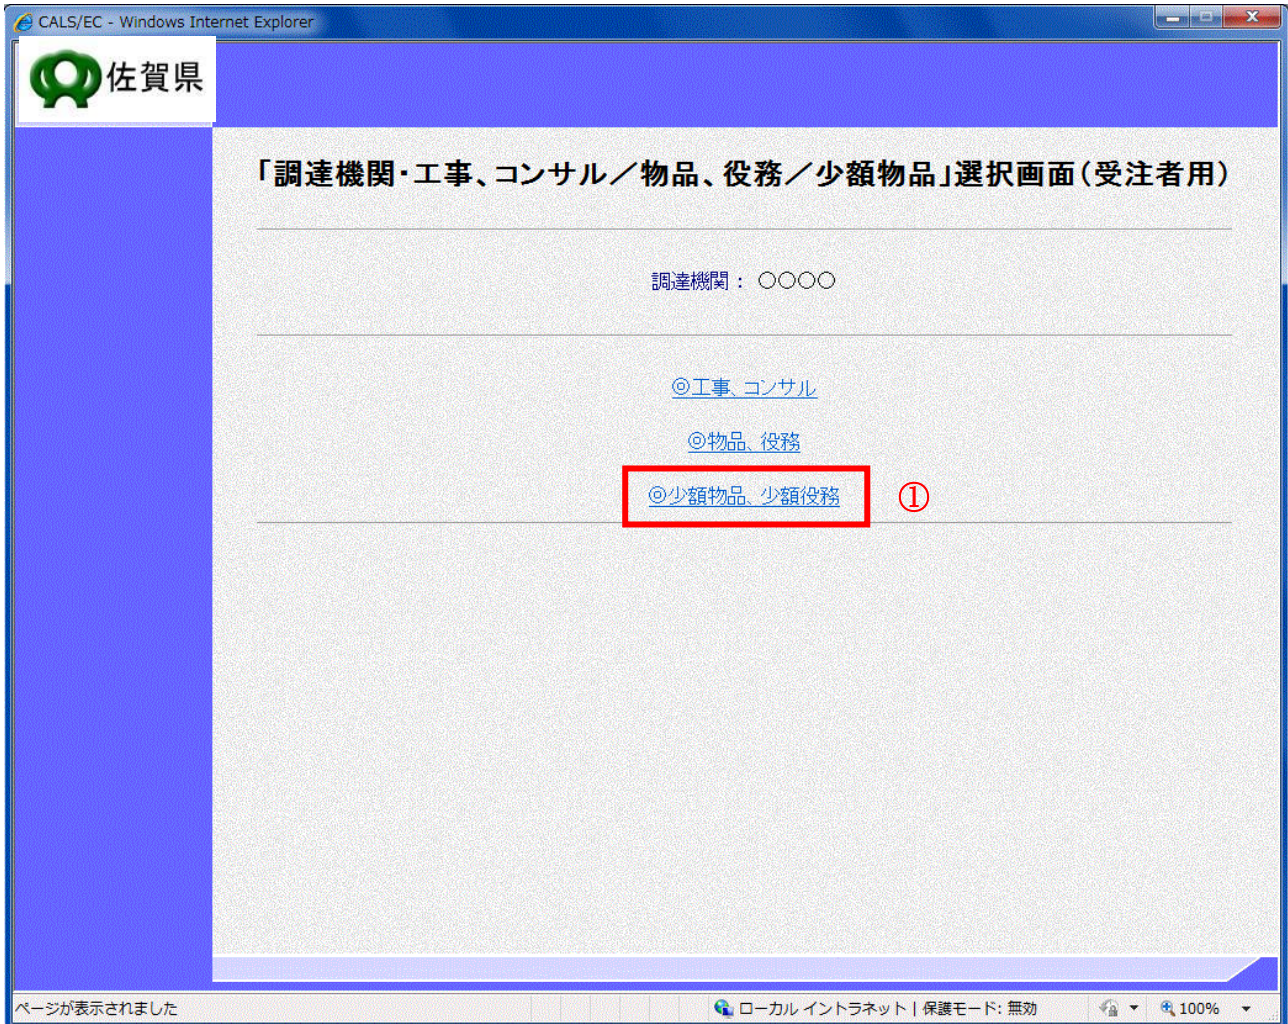 CALS/EC - Windows Internet Explorer
佐賀県
「調達機関・工事、コンサル／物品、役務／少額物品」選択画面(受注者用)
調達機関： ○○○○
◎工事、コンサル
◎物品、役務
◎少額物品、少額役務 ①
ページが表示されました ローカル イントラネット | 保護モード: 無効 100%